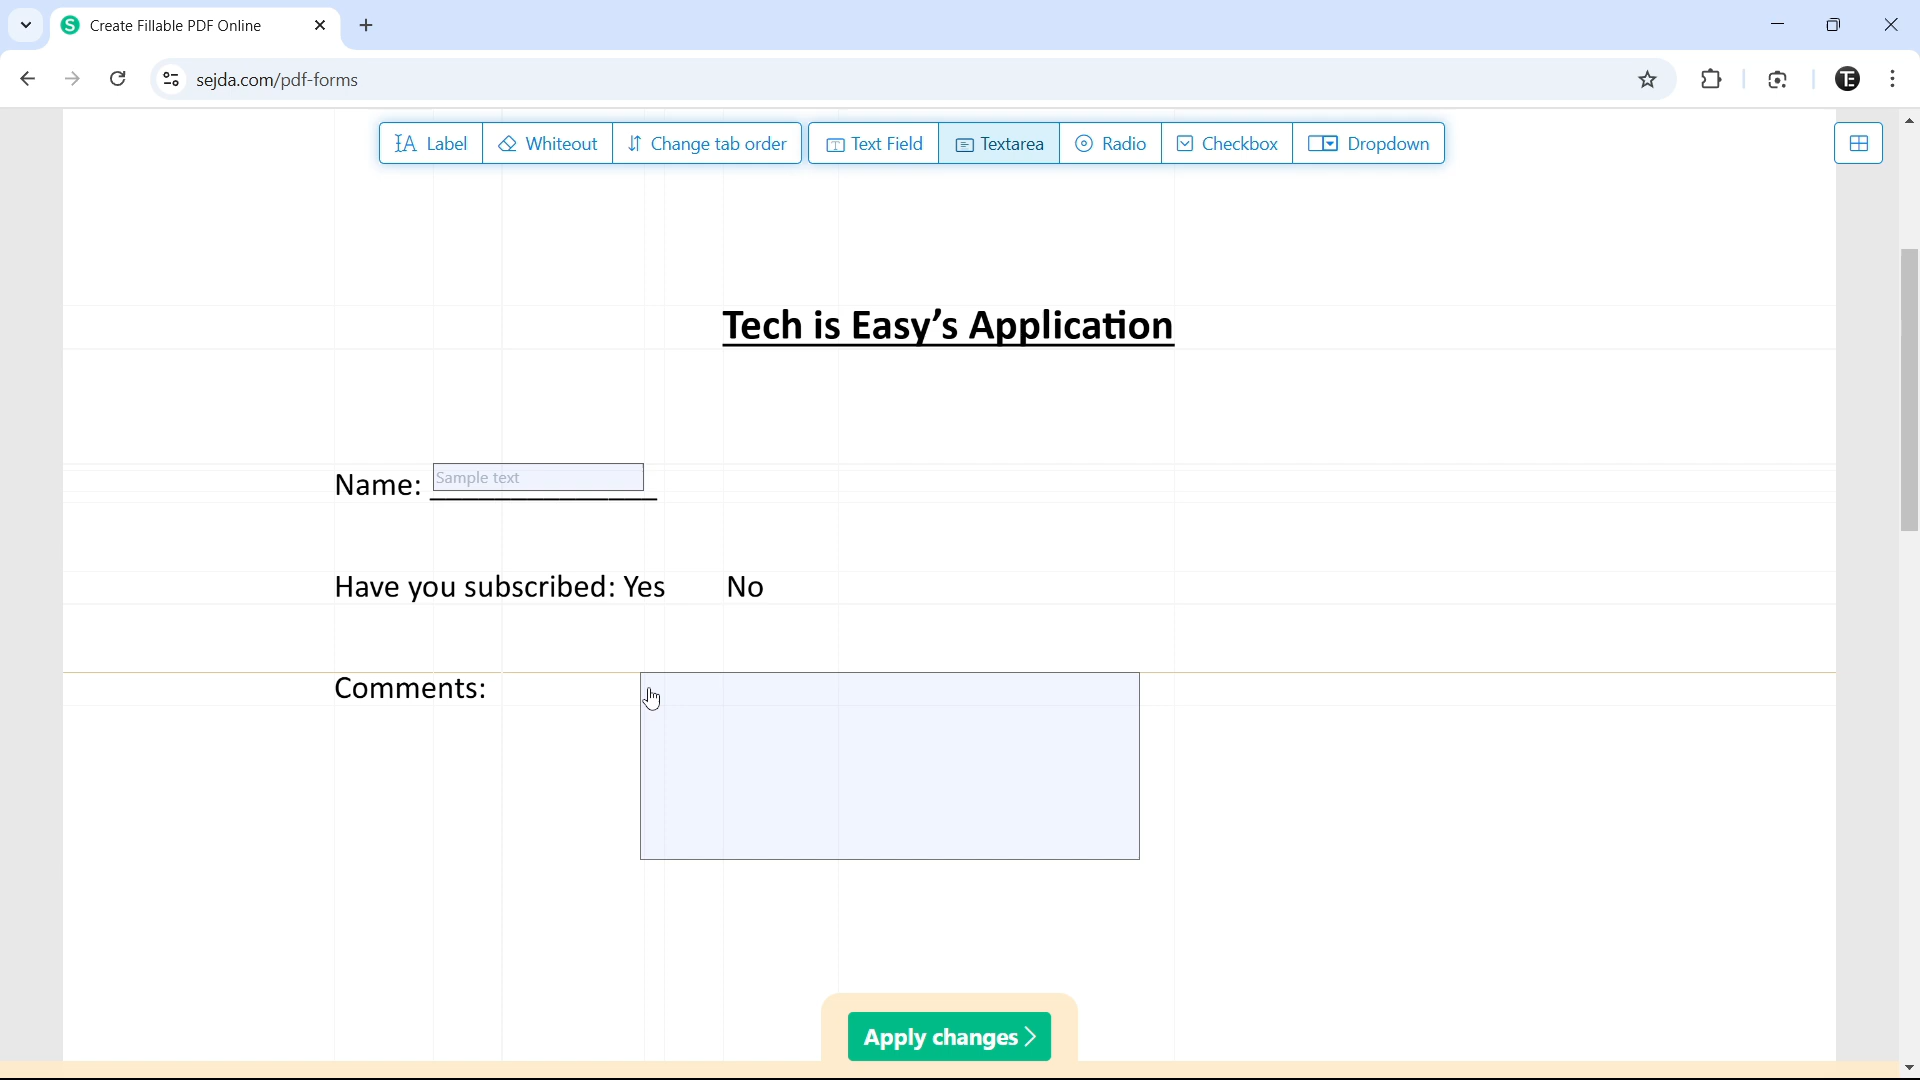 Create Fillable PDF Online
sejda.com/pdf-forms
Label Whiteout Change tab order Text Field Textarea Radio Checkbox Dropdown
Tech is Easy’s Application
Name: Sample text
Have you subscribed: Yes No
Comments:
Apply changes